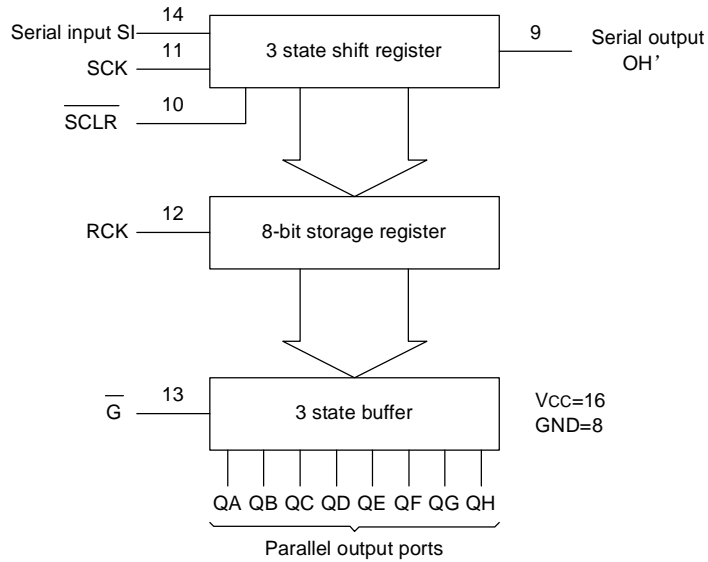 14
Serial input SI
11
SCK
10
SCLR
3 state shift register
9
Serial output
OH’
12
RCK
8-bit storage register
13
G
3 state buffer
VCC=16
GND=8
QA QB QC QD QE QF QG QH
Parallel output ports